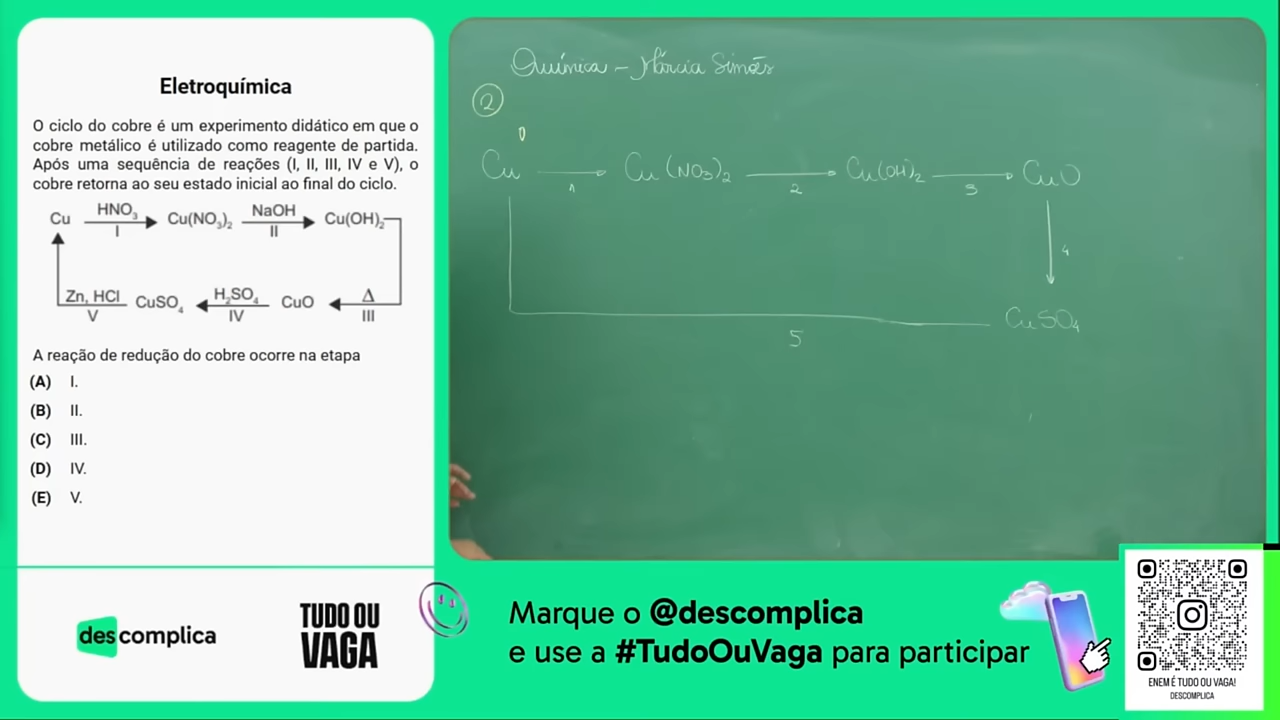 Eletroquímica
O ciclo do cobre é um experimento didático em que o
cobre metálico é utilizado como reagente de partida.
Após uma sequência de reações (I, II, III, IV e V), o
cobre retorna ao seu estado inicial ao final do ciclo.
Cu HNO₃ I Cu(NO₃)₂ NaOH II Cu(OH)₂
Zn, HCl V CuSO₄ H₂SO₄ IV CuO Δ III
A reação de redução do cobre ocorre na etapa
(A) I.
(B) II.
(C) III.
(D) IV.
(E) V.
descomplica
TUDO OU
VAGA
Química - Márcia Simões
2
0
Cu 1 Cu(NO3)2 2 Cu(OH)2 3 CuO
4
CuSO4
5
Marque o @descomplica
e use a #TudoOuVaga para participar
ENEM É TUDO OU VAGA!
DESCOMPLICA